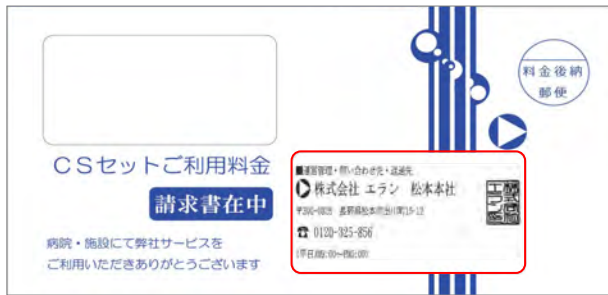 料金後納
郵便
CSセットご利用料金
請求書在中
病院・施設にて弊社サービスを
ご利用いただきありがとうございます
■運営管理・問い合わせ先・返送先
株式会社 エラン 松本本社
長野県松本市出川町15-12
☎ 0120-325-856